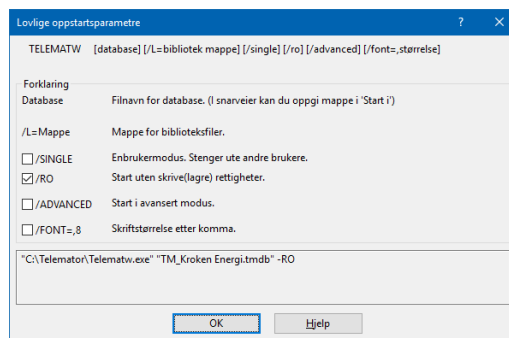 Lovlige oppstartsparametre ? ×
TELEMATW [database] [/L=bibliotek mappe] [/single] [/ro] [/advanced] [/font=,størrelse]
Forklaring
Database Filnavn for database. (I snarveier kan du oppgi mappe i 'Start i')
/L=Mappe Mappe for biblioteksfiler.
/SINGLE Enbrukermodus. Stenger ute andre brukere.
/RO Start uten skrive(lagre) rettigheter.
/ADVANCED Start i avansert modus.
/FONT=,8 Skriftstørrelse etter komma.
"C:\Telemator\Telematw.exe" "TM_Kroken Energi.tmdb" -RO
OK Hjelp